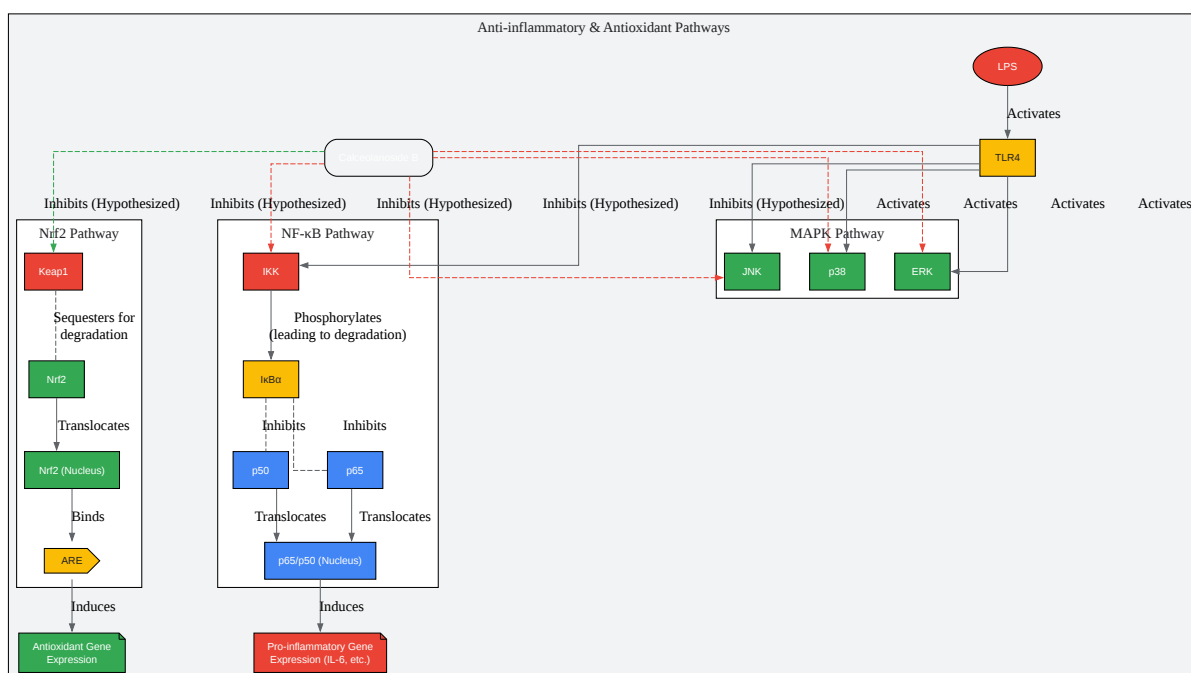 Anti-inflammatory & Antioxidant Pathways
LPS
Activates
TLR4
Inhibits (Hypothesized)
Inhibits (Hypothesized)
Inhibits (Hypothesized)
Inhibits (Hypothesized)
Inhibits (Hypothesized)
Activates
Activates
Activates
Activates
Nrf2 Pathway
NF-κB Pathway
MAPK Pathway
Keap1
IKK
JNK
p38
ERK
Sequesters for
degradation
Phosphorylates
(leading to degradation)
Nrf2
IκBα
Translocates
Inhibits
Inhibits
Nrf2 (Nucleus)
p50
p65
Binds
Translocates
Translocates
ARE
p65/p50 (Nucleus)
Induces
Induces
Antioxidant Gene
Expression
Pro-inflammatory Gene
Expression (IL-6, etc.)